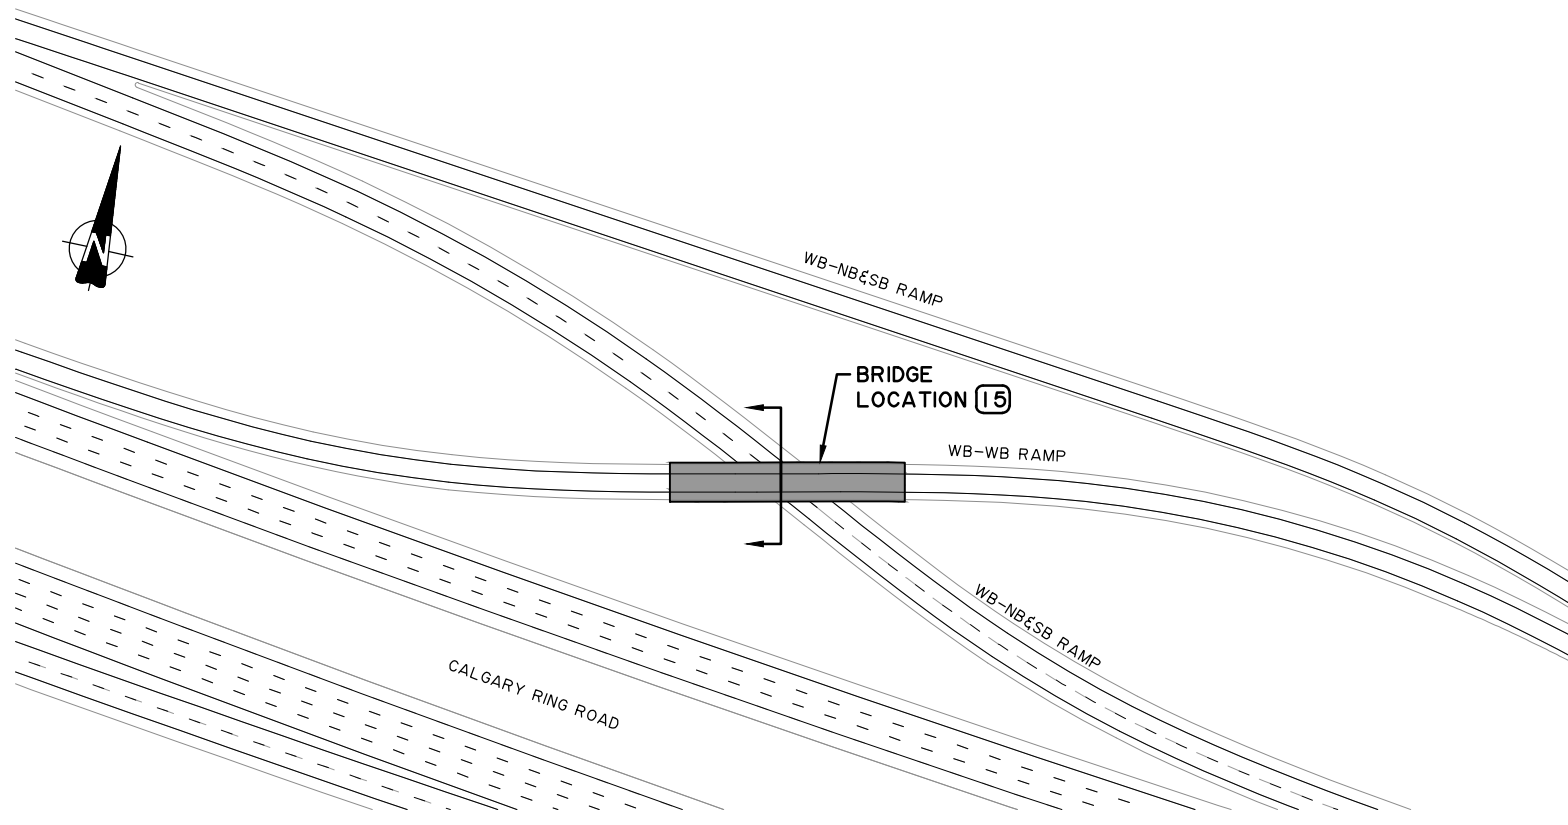 N
WB-NB&SB RAMP
BRIDGE
LOCATION 15
WB-WB RAMP
WB-NB&SB RAMP
CALGARY RING ROAD